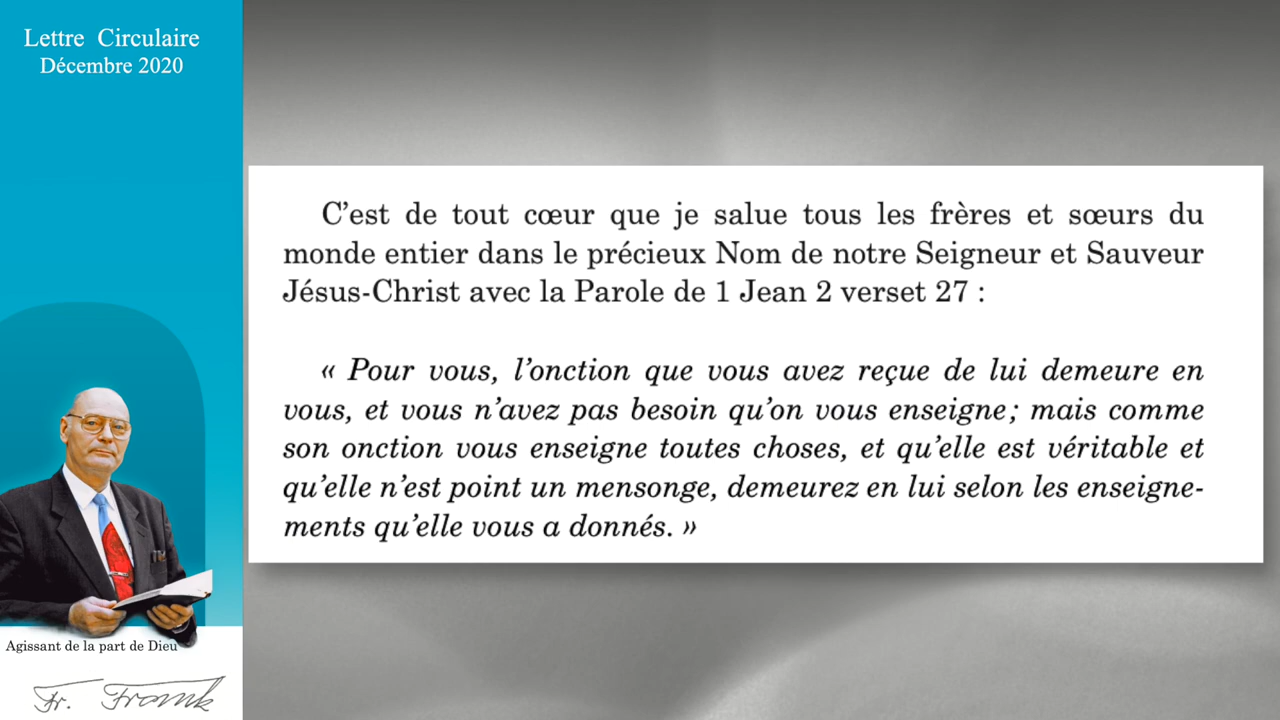 Lettre Circulaire
Décembre 2020
C’est de tout cœur que je salue tous les frères et sœurs du
monde entier dans le précieux Nom de notre Seigneur et Sauveur
Jésus-Christ avec la Parole de 1 Jean 2 verset 27 :
« Pour vous, l’onction que vous avez reçue de lui demeure en
vous, et vous n’avez pas besoin qu’on vous enseigne; mais comme
son onction vous enseigne toutes choses, et qu’elle est véritable et
qu’elle n’est point un mensonge, demeurez en lui selon les enseigne-
ments qu’elle vous a donnés. »
Agissant de la part de Dieu
Fr. Frank